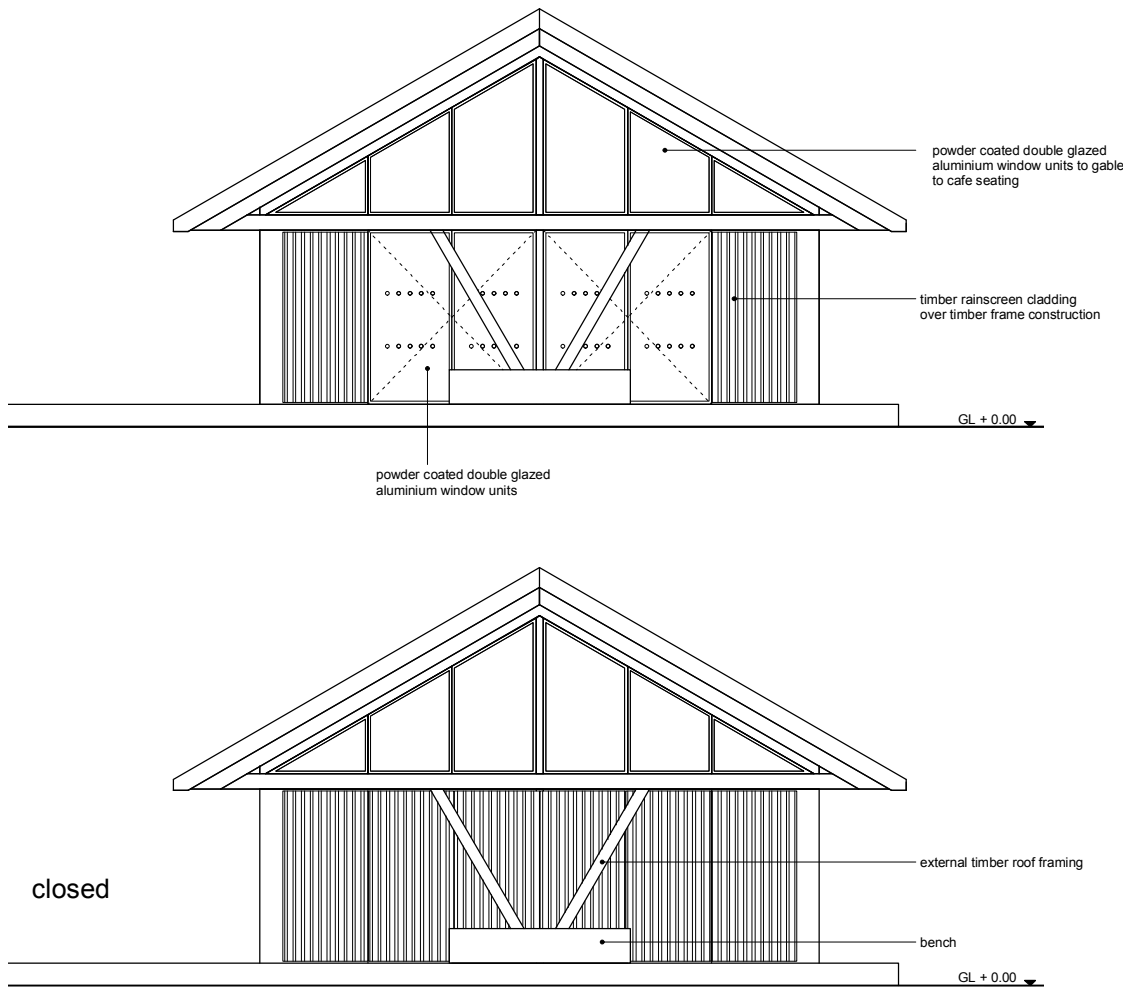 powder coated double glazed
aluminium window units to gable
to cafe seating
timber rainscreen cladding
over timber frame construction
GL + 0.00
powder coated double glazed
aluminium window units
external timber roof framing
closed
bench
GL + 0.00